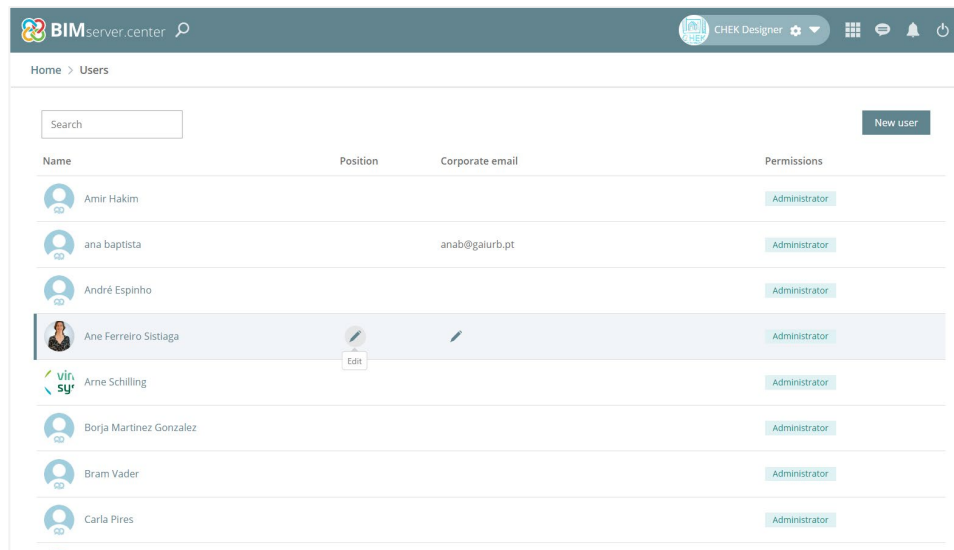 BIMserver.center
CHEK
CHEK Designer
Home > Users
Search
New user
Name Position Corporate email Permissions
Amir Hakim Administrator
ana baptista anab@gaiurb.pt Administrator
André Espinho Administrator
Ane Ferreiro Sistiaga Administrator
Edit
Arne Schilling Administrator
Borja Martinez Gonzalez Administrator
Bram Vader Administrator
Carla Pires Administrator